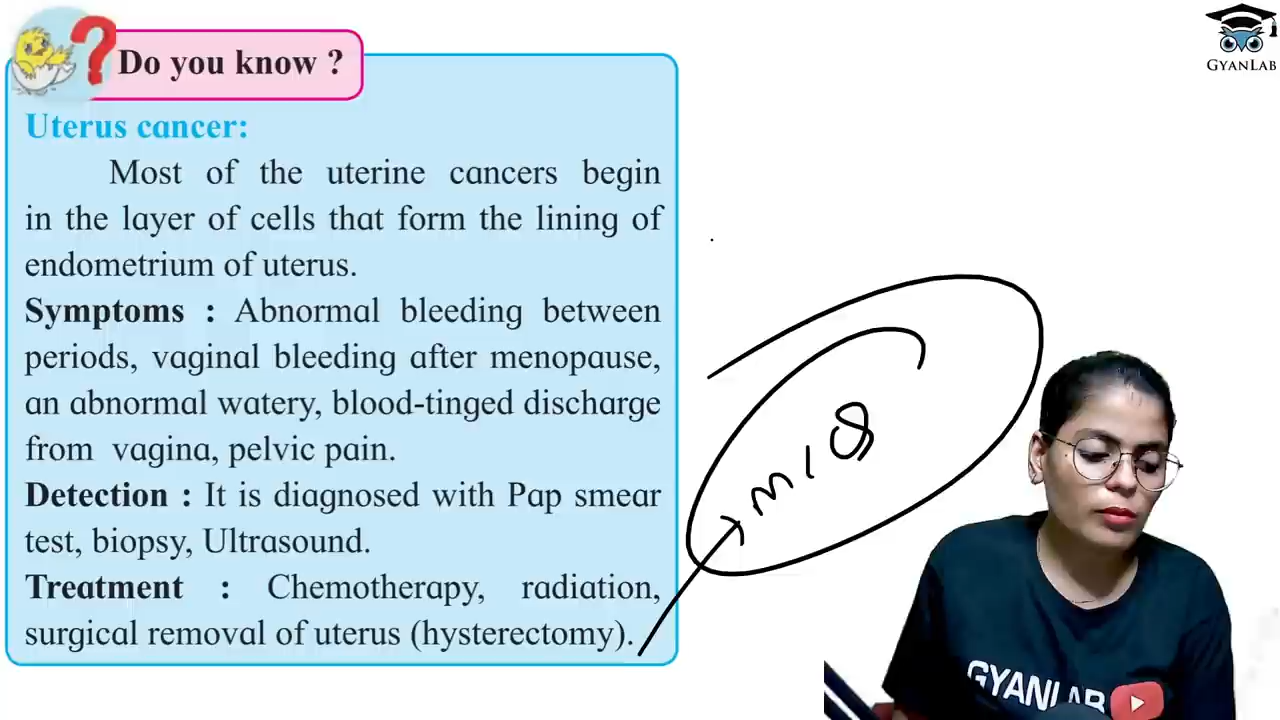 Do you know ?
Uterus cancer:
Most of the uterine cancers begin
in the layer of cells that form the lining of
endometrium of uterus.
Symptoms : Abnormal bleeding between
periods, vaginal bleeding after menopause,
an abnormal watery, blood-tinged discharge
from vagina, pelvic pain.
Detection : It is diagnosed with Pap smear
test, biopsy, Ultrasound.
Treatment : Chemotherapy, radiation,
surgical removal of uterus (hysterectomy).
GYANLAB
GYANLAB